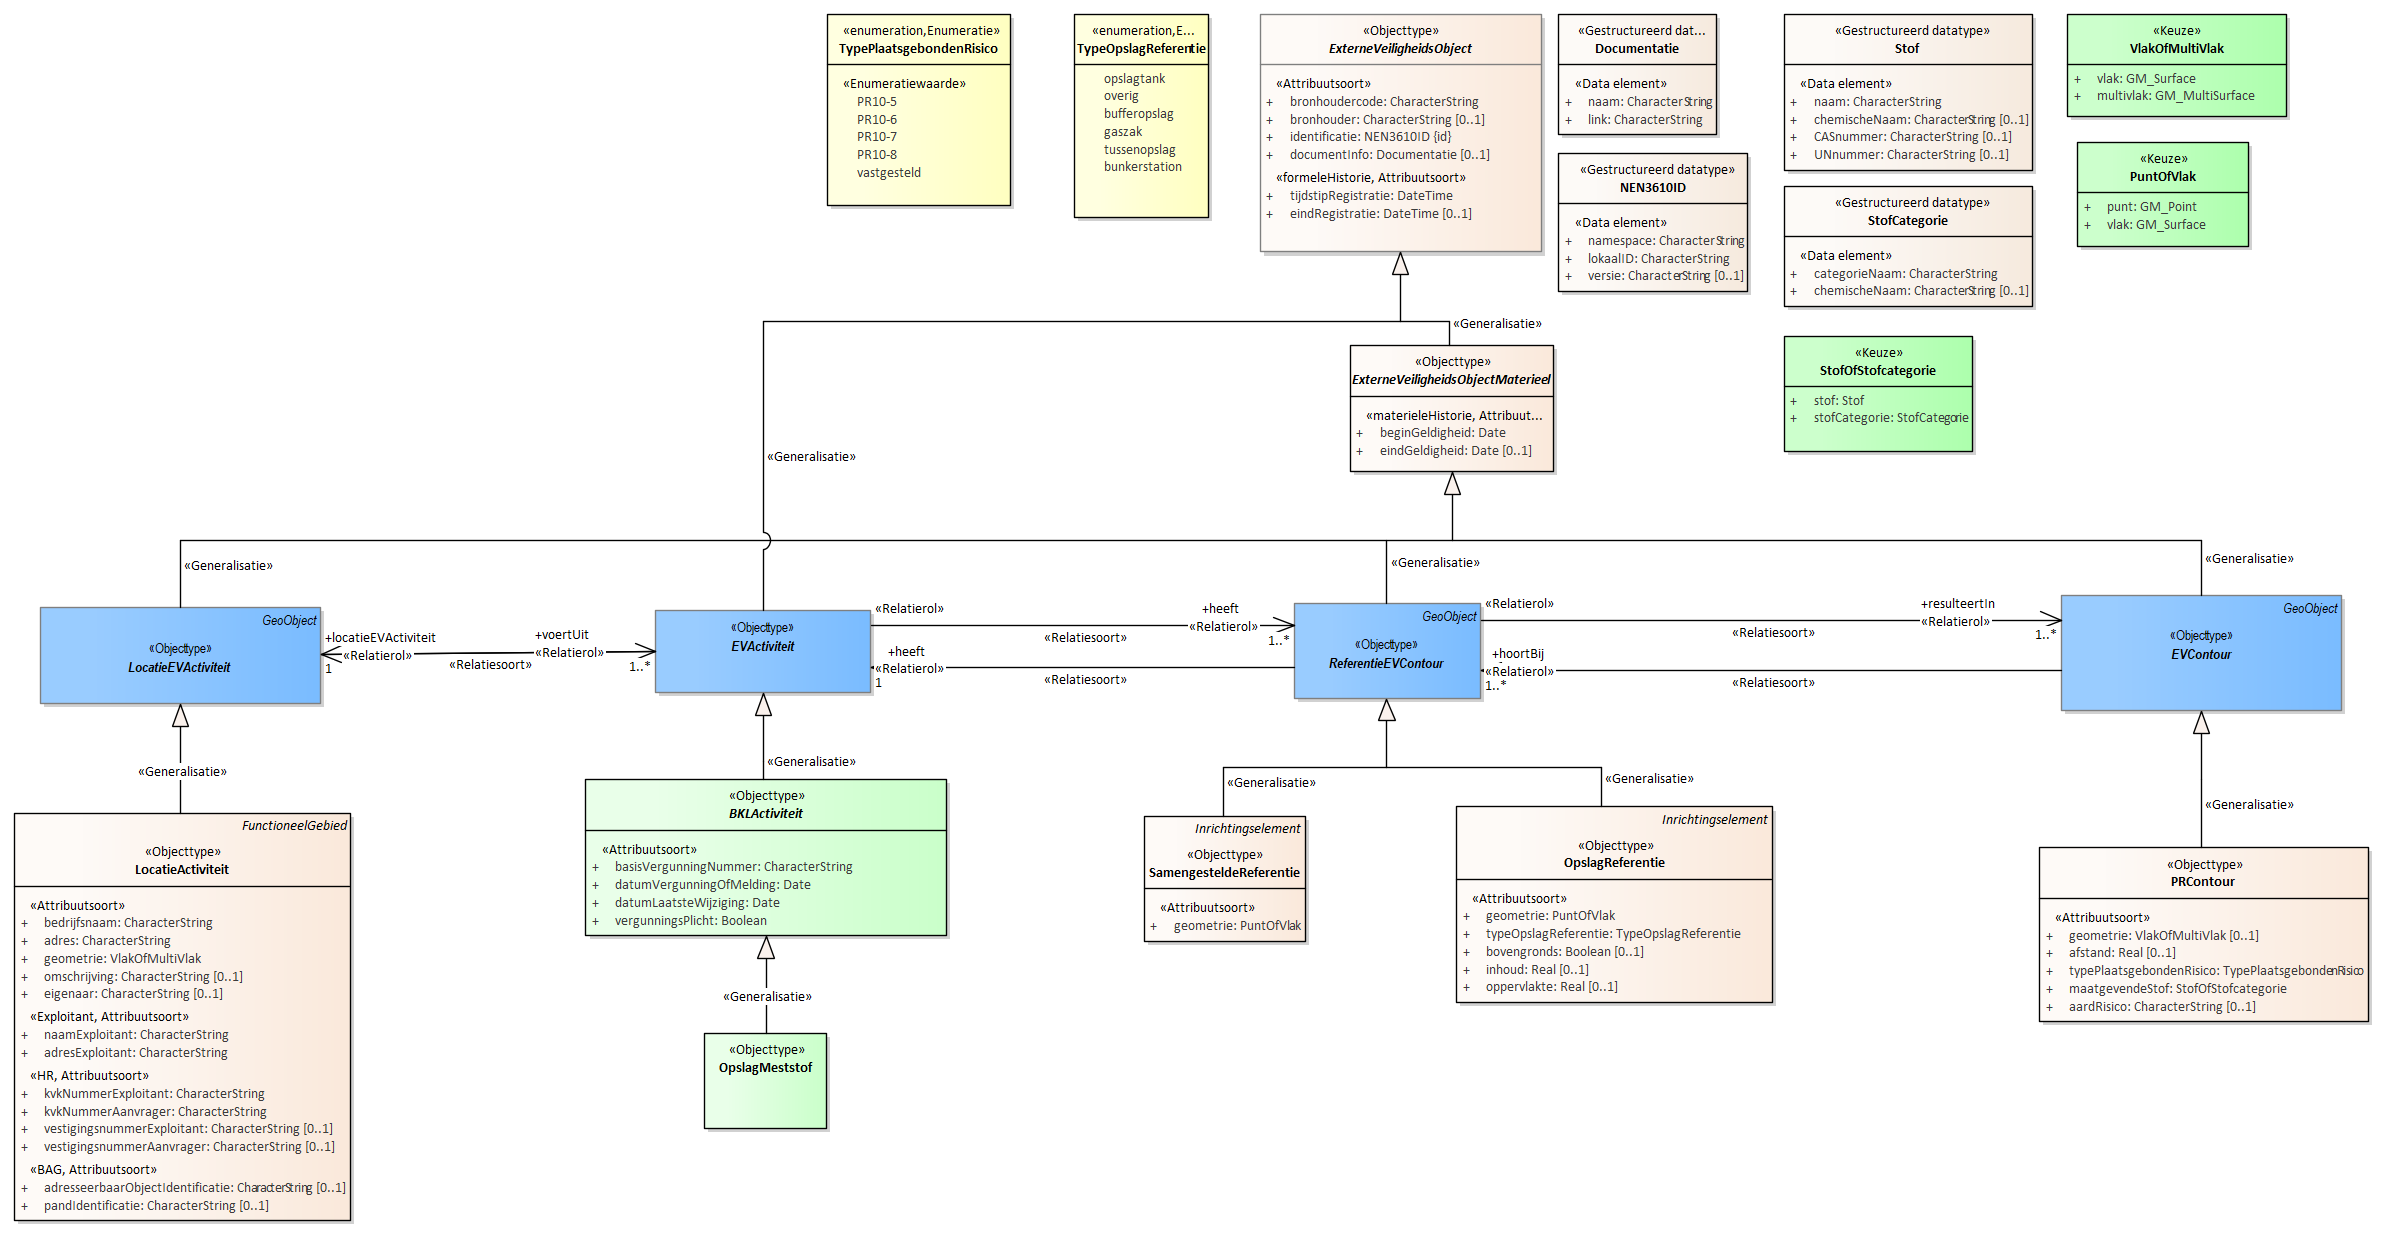 «enumeration,Enumeratie»
TypePlaatsgebondenRisico
«Enumeratiewaarde»
PR10-5
PR10-6
PR10-7
PR10-8
vastgesteld
«enumeration,E...
TypeOpslagReferentie
opslagtank
overig
bufferopslag
gaszak
tussenopslag
bunkerstation
«Objecttype»
ExterneVeiligheidsObject
«Attribuutsoort»
+ bronhoudercode: CharacterString
+ bronhouder: CharacterString [0..1]
+ identificatie: NEN3610ID {id}
+ documentInfo: Documentatie [0..1]
«formeleHistorie, Attribuutsoort»
+ tijdstipRegistratie: DateTime
+ eindRegistratie: DateTime [0..1]
«Gestructureerd dat...
Documentatie
«Data element»
+ naam: CharacterString
+ link: CharacterString
«Gestructureerd datatype»
NEN3610ID
«Data element»
+ namespace: CharacterString
+ lokaalID: CharacterString
+ versie: CharacterString [0..1]
«Gestructureerd datatype»
Stof
«Data element»
+ naam: CharacterString
+ chemischeNaam: CharacterString [0..1]
+ CASnummer: CharacterString [0..1]
+ UNnummer: CharacterString [0..1]
«Gestructureerd datatype»
StofCategorie
«Data element»
+ categorieNaam: CharacterString
+ chemischeNaam: CharacterString [0..1]
«Keuze»
StofOfStofcategorie
+ stof: Stof
+ stofCategorie: StofCategorie
«Keuze»
VlakOfMultiVlak
+ vlak: GM_Surface
+ multivlak: GM_MultiSurface
«Keuze»
PuntOfVlak
+ punt: GM_Point
+ vlak: GM_Surface
«Generalisatie»
«Objecttype»
ExterneVeiligheidsObjectMaterieel
«materieleHistorie, Attribuut...
+ beginGeldigheid: Date
+ eindGeldigheid: Date [0..1]
«Generalisatie»
«Generalisatie»
«Generalisatie»
«Generalisatie»
GeoObject
«Objecttype»
LocatieEVActiviteit
+locatieEVActiviteit
«Relatierol»
1
«Relatiesoort»
+voertUit
«Relatierol»
1..*
«Objecttype»
EVActiviteit
«Relatierol»
+heeft
«Relatierol»
1..*
«Relatiesoort»
+heeft
«Relatierol»
1
«Relatiesoort»
GeoObject
«Objecttype»
ReferentieEVContour
«Relatierol»
+resulteertIn
«Relatierol»
1..*
«Relatiesoort»
+hoortBij
«Relatierol»
1..*
«Relatiesoort»
GeoObject
«Objecttype»
EVContour
«Generalisatie»
«Generalisatie»
«Generalisatie»
«Generalisatie»
«Generalisatie»
FunctioneelGebied
«Objecttype»
LocatieActiviteit
«Attribuutsoort»
+ bedrijfsnaam: CharacterString
+ adres: CharacterString
+ geometrie: VlakOfMultiVlak
+ omschrijving: CharacterString [0..1]
+ eigenaar: CharacterString [0..1]
«Exploitant, Attribuutsoort»
+ naamExploitant: CharacterString
+ adresExploitant: CharacterString
«HR, Attribuutsoort»
+ kvkNummerExploitant: CharacterString
+ kvkNummerAanvrager: CharacterString
+ vestigingsnummerExploitant: CharacterString [0..1]
+ vestigingsnummerAanvrager: CharacterString [0..1]
«BAG, Attribuutsoort»
+ adresseerbaarObjectIdentificatie: CharacterString [0..1]
+ pandIdentificatie: CharacterString [0..1]
«Objecttype»
BKLActiviteit
«Attribuutsoort»
+ basisVergunningNummer: CharacterString
+ datumVergunningOfMelding: Date
+ datumLaatsteWijziging: Date
+ vergunningsPlicht: Boolean
«Generalisatie»
«Objecttype»
OpslagMeststof
Inrichtingselement
«Objecttype»
SamengesteldeReferentie
«Attribuutsoort»
+ geometrie: PuntOfVlak
Inrichtingselement
«Objecttype»
OpslagReferentie
«Attribuutsoort»
+ geometrie: PuntOfVlak
+ typeOpslagReferentie: TypeOpslagReferentie
+ bovengronds: Boolean [0..1]
+ inhoud: Real [0..1]
+ oppervlakte: Real [0..1]
«Objecttype»
PRContour
«Attribuutsoort»
+ geometrie: VlakOfMultiVlak [0..1]
+ afstand: Real [0..1]
+ typePlaatsgebondenRisico: TypePlaatsgebondenRisico
+ maatgevendeStof: StofOfStofcategorie
+ aardRisico: CharacterString [0..1]